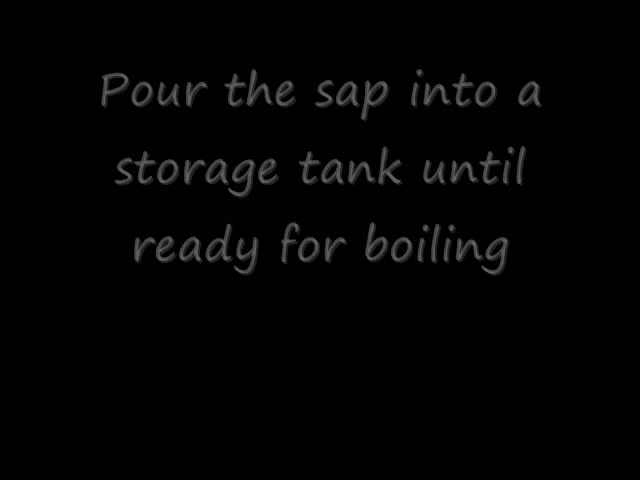 Pour the sap into a
storage tank until
ready for boiling